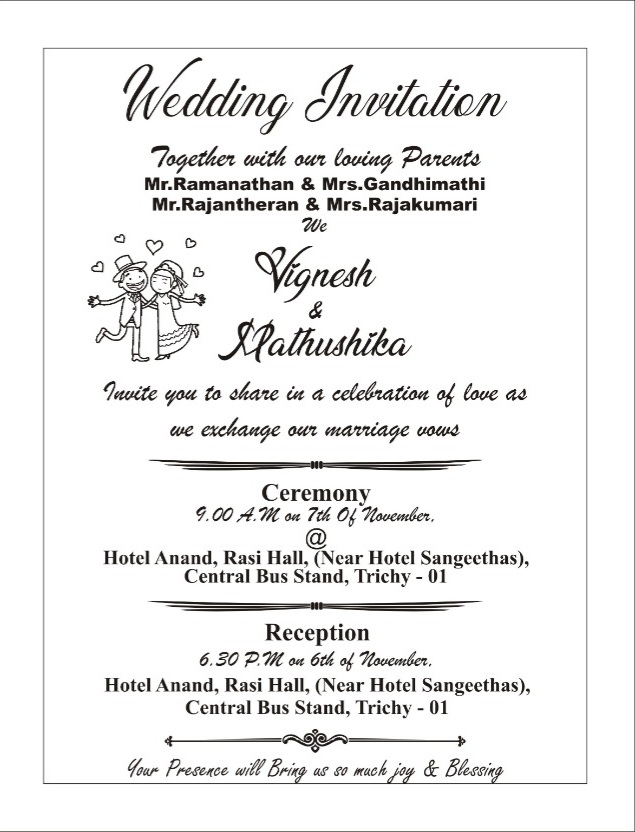 Wedding Invitation
Together with our loving Parents
Mr.Ramanathan & Mrs.Gandhimathi
Mr.Rajantheran & Mrs.Rajakumari
We
Vignesh
&
Mathushika
Invite you to share in a celebration of love as
we exchange our marriage vows
Ceremony
9.00 A.M on 7th Of November,
@
Hotel Anand, Rasi Hall, (Near Hotel Sangeethas),
Central Bus Stand, Trichy - 01
Reception
6.30 P.M on 6th of November,
Hotel Anand, Rasi Hall, (Near Hotel Sangeethas),
Central Bus Stand, Trichy - 01
Your Presence will Bring us so much joy & Blessing